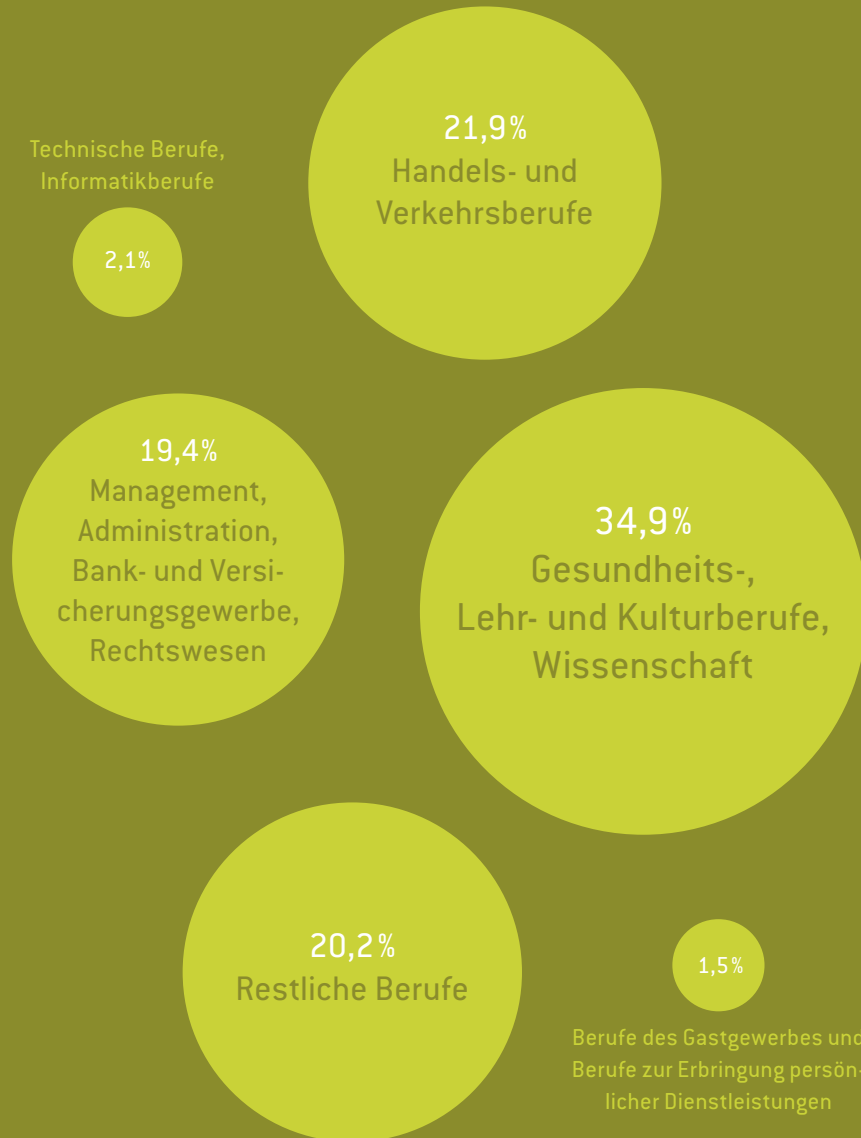 21,9%
Handels- und
Verkehrsberufe
Technische Berufe,
Informatikberufe
2,1%
19,4%
Management,
Administration,
Bank- und Versi-
cherungsgewerbe,
Rechtswesen
34,9%
Gesundheits-,
Lehr- und Kulturberufe,
Wissenschaft
20,2%
Restliche Berufe
1,5%
Berufe des Gastgewerbes und
Berufe zur Erbringung persön-
licher Dienstleistungen